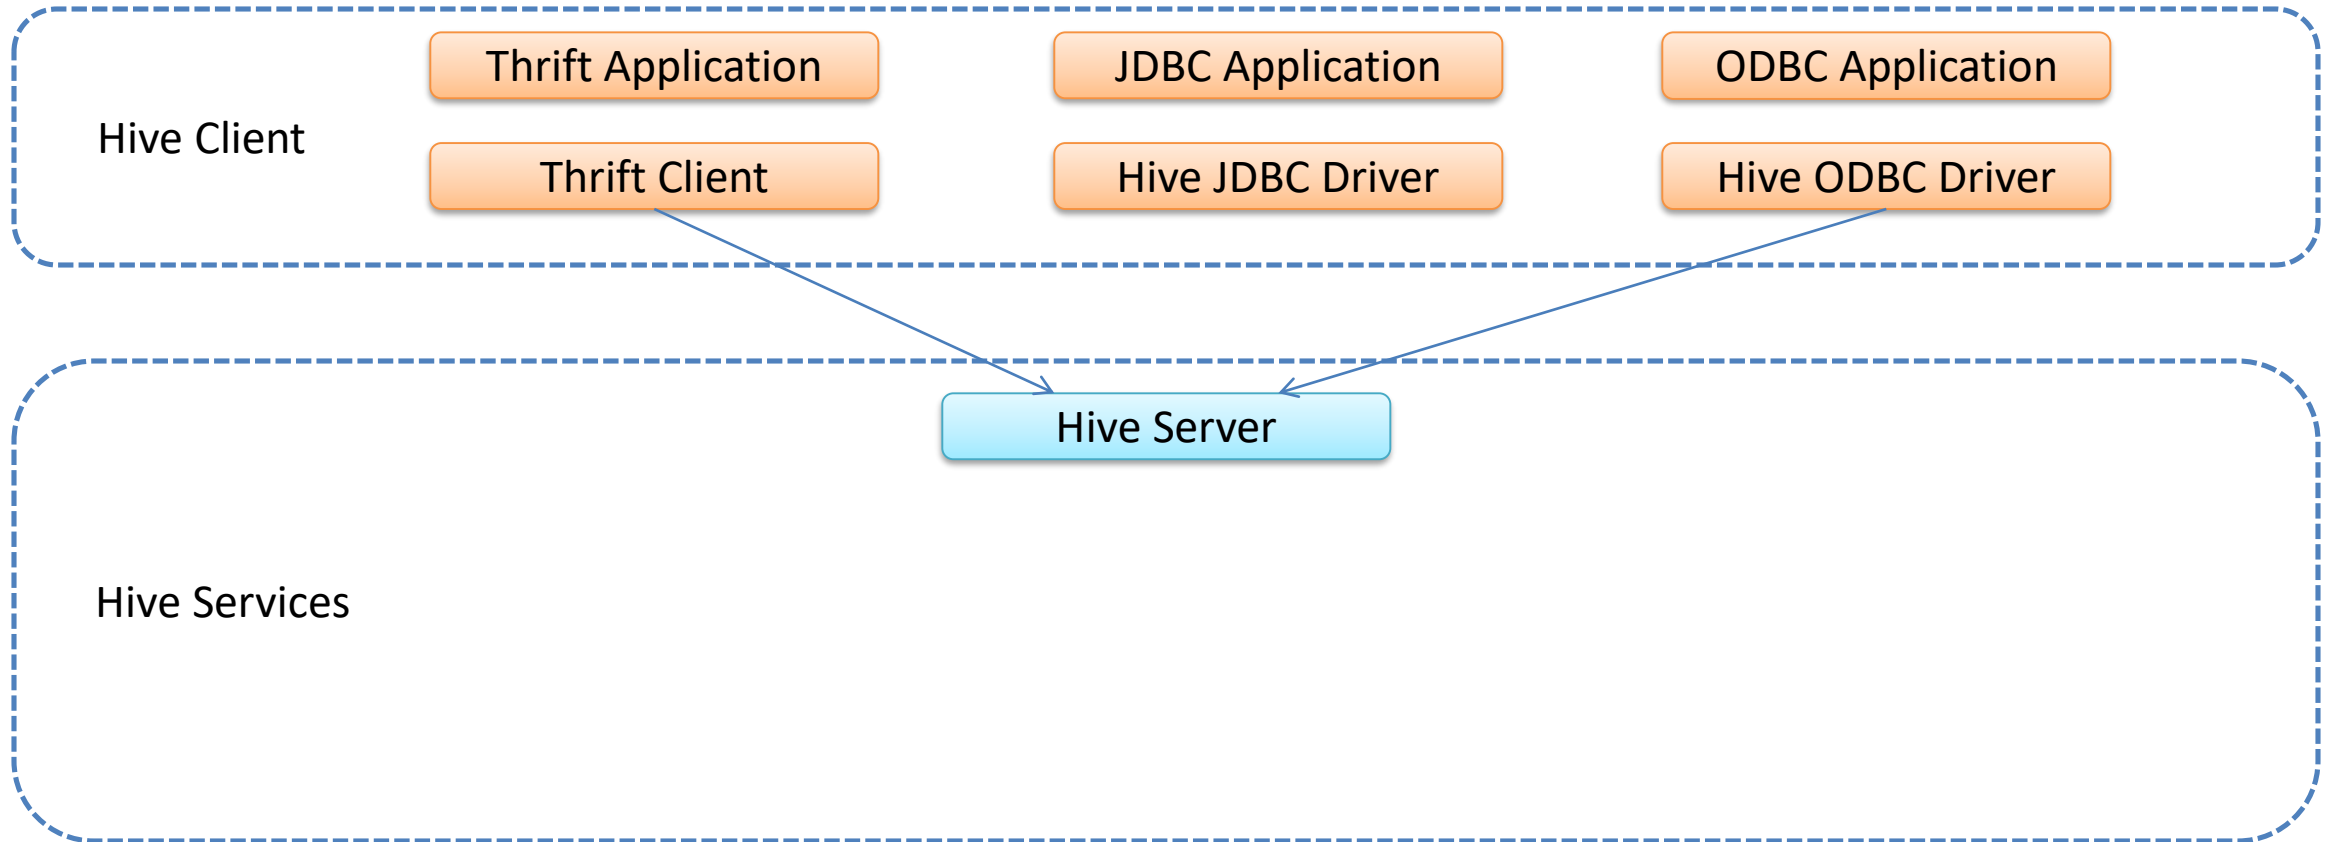 Thrift Application
JDBC Application
ODBC Application
Hive Client
Thrift Client
Hive JDBC Driver
Hive ODBC Driver
Hive Server
Hive Services